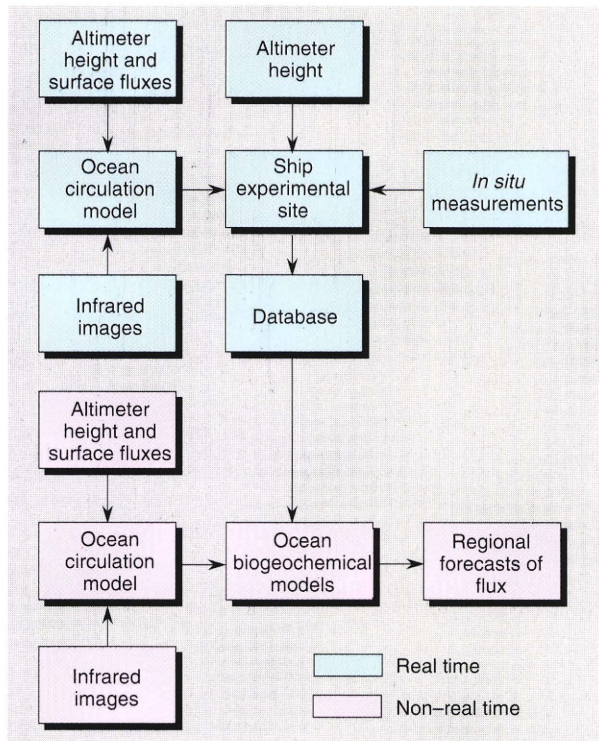 Altimeter
height and
surface fluxes
Altimeter
height
Ocean
circulation
model
Ship
experimental
site
In situ
measurements
Infrared
images
Database
Altimeter
height and
surface fluxes
Ocean
circulation
model
Ocean
biogeochemical
models
Regional
forecasts of
flux
Infrared
images
Real time
Non–real time